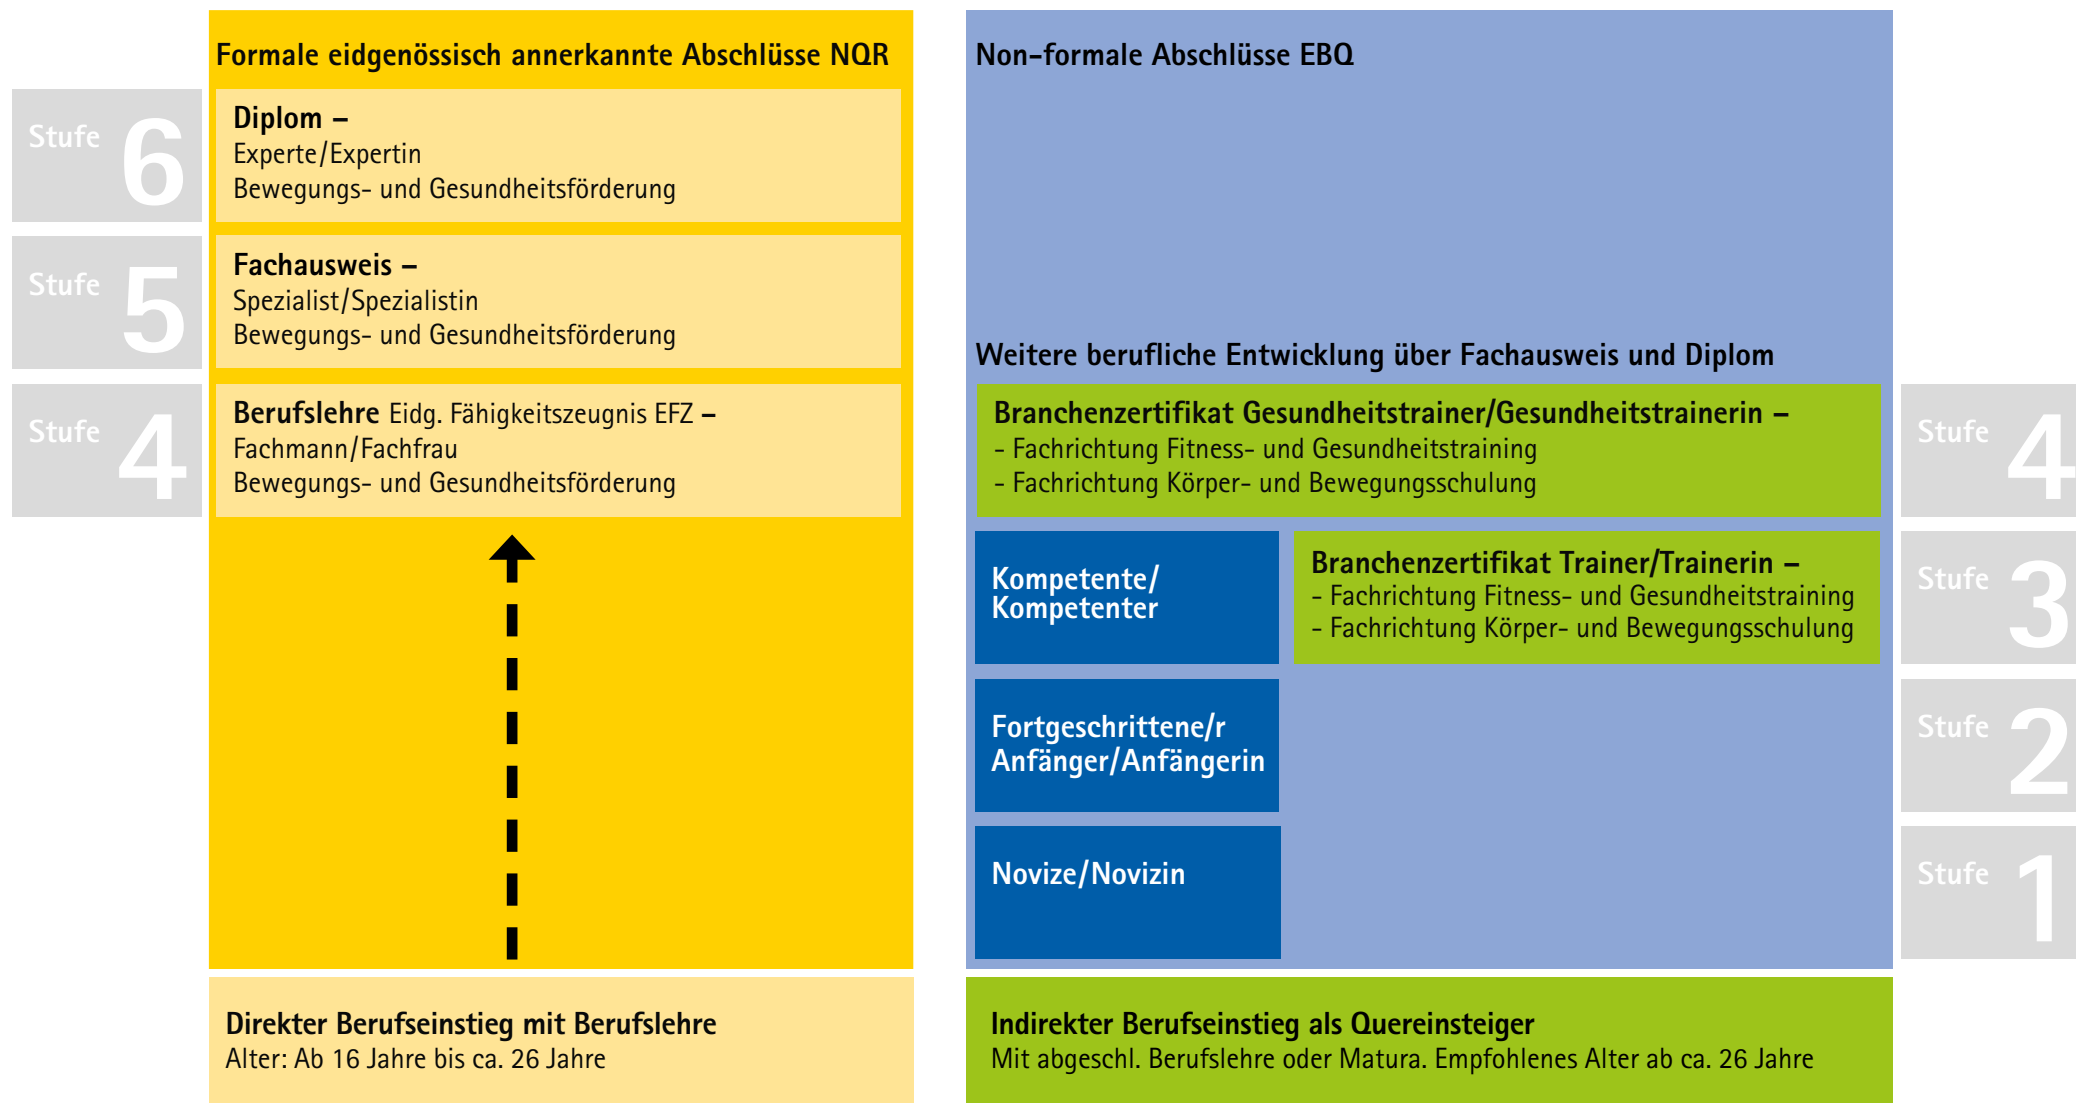 Formale eidgenössisch annerkannte Abschlüsse NQR
Stufe 6
Diplom –
Experte/Expertin
Bewegungs- und Gesundheitsförderung
Stufe 5
Fachausweis –
Spezialist/Spezialistin
Bewegungs- und Gesundheitsförderung
Stufe 4
Berufslehre Eidg. Fähigkeitszeugnis EFZ –
Fachmann/Fachfrau
Bewegungs- und Gesundheitsförderung
Direkter Berufseinstieg mit Berufslehre
Alter: Ab 16 Jahre bis ca. 26 Jahre
Non-formale Abschlüsse EBQ
Weitere berufliche Entwicklung über Fachausweis und Diplom
Branchenzertifikat Gesundheitstrainer/Gesundheitstrainerin –
- Fachrichtung Fitness- und Gesundheitstraining
- Fachrichtung Körper- und Bewegungsschulung
Stufe 4
Kompetente/
Kompetenter
Branchenzertifikat Trainer/Trainerin –
- Fachrichtung Fitness- und Gesundheitstraining
- Fachrichtung Körper- und Bewegungsschulung
Stufe 3
Fortgeschrittene/r
Anfänger/Anfängerin
Stufe 2
Novize/Novizin
Stufe 1
Indirekter Berufseinstieg als Quereinsteiger
Mit abgeschl. Berufslehre oder Matura. Empfohlenes Alter ab ca. 26 Jahre